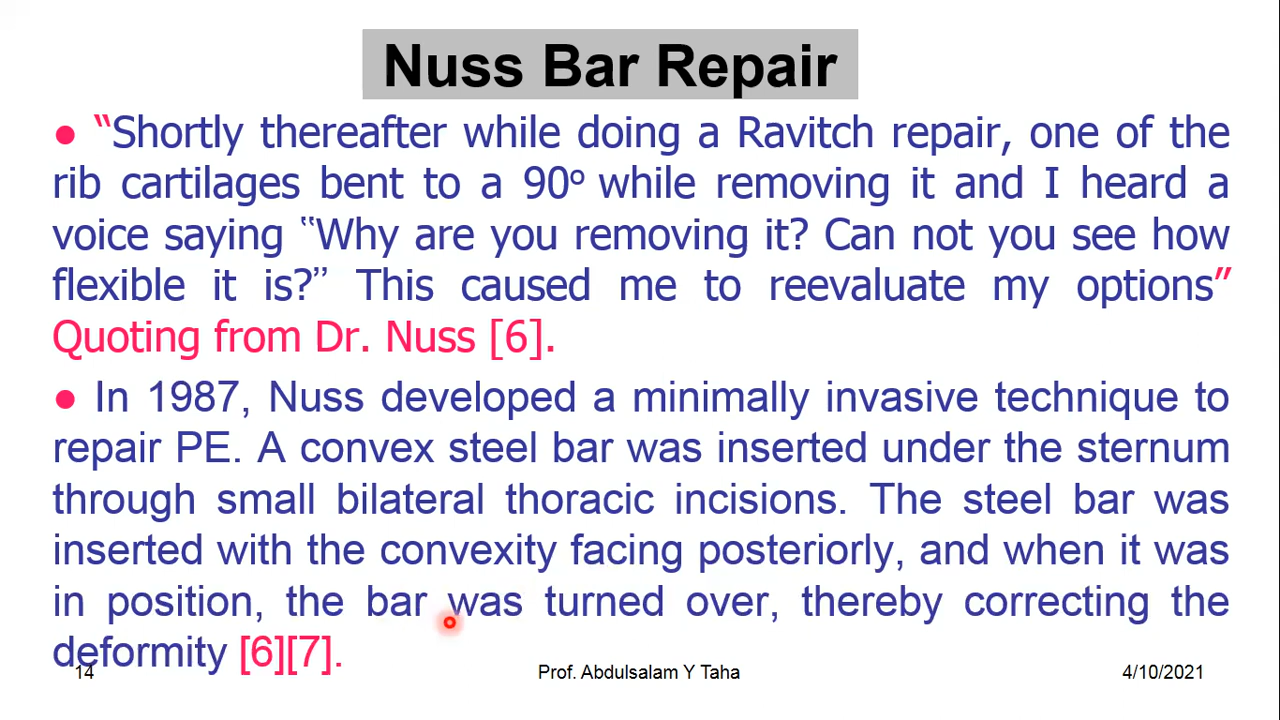 Nuss Bar Repair
● “Shortly thereafter while doing a Ravitch repair, one of the
rib cartilages bent to a 90º while removing it and I heard a
voice saying “Why are you removing it? Can not you see how
flexible it is?” This caused me to reevaluate my options”
Quoting from Dr. Nuss [6].
● In 1987, Nuss developed a minimally invasive technique to
repair PE. A convex steel bar was inserted under the sternum
through small bilateral thoracic incisions. The steel bar was
inserted with the convexity facing posteriorly, and when it was
in position, the bar was turned over, thereby correcting the
deformity [6][7].
14 Prof. Abdulsalam Y Taha 4/10/2021